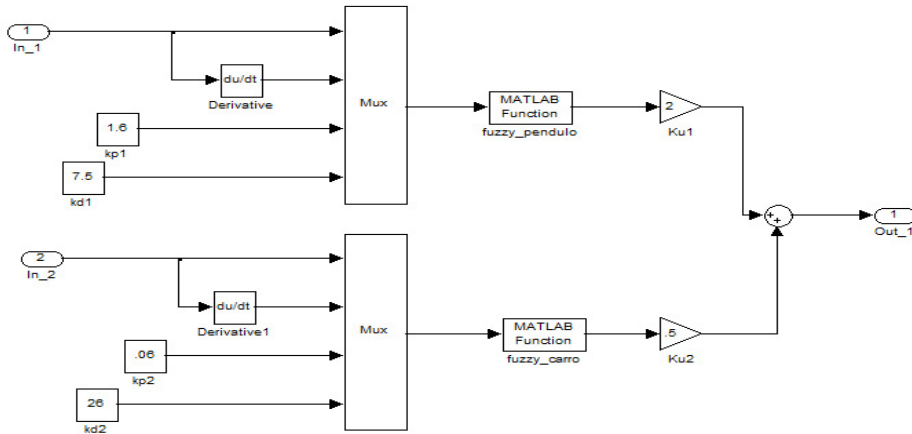 1
In_1
du/dt
Derivative
1.6
kp1
7.5
kd1
Mux
MATLAB
Function
fuzzy_pendulo
2
Ku1
2
In_2
du/dt
Derivative1
.06
kp2
26
kd2
Mux
MATLAB
Function
fuzzy_carro
.5
Ku2
+
+
1
Out_1